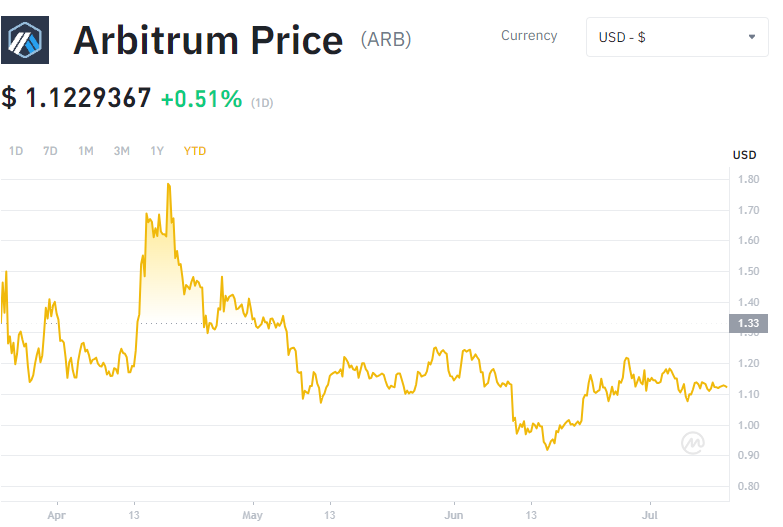 Arbitrum Price (ARB)
Currency
USD - $
$ 1.1229367 +0.51% (1D)
1D 7D 1M 3M 1Y YTD
USD
1.80
1.70
1.60
1.50
1.40
1.33
1.20
1.10
1.00
0.90
0.80
Apr 13 May 13 Jun 13 Jul